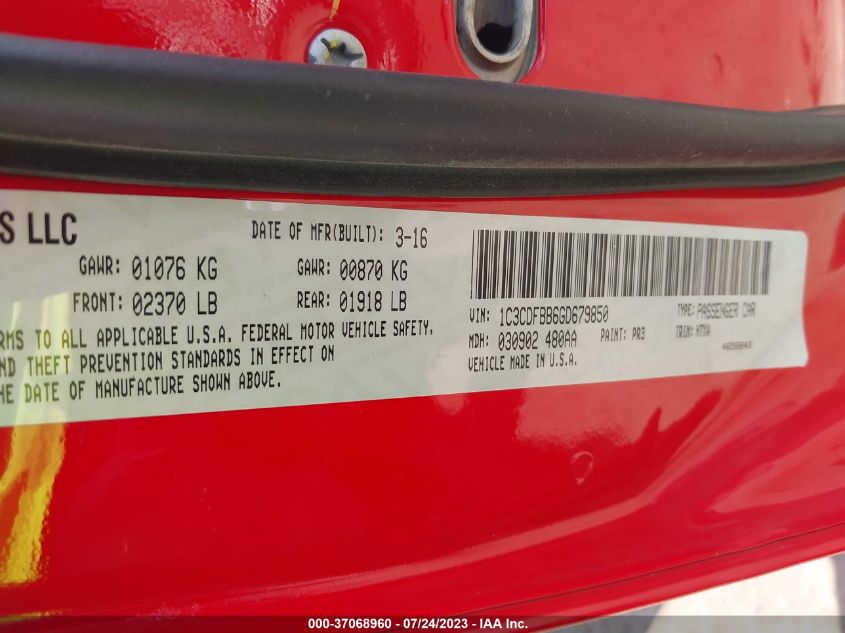 S LLC
DATE OF MFR(BUILT): 3-16
GAWR: 01076 KG GAWR: 00870 KG
FRONT: 02370 LB REAR: 01918 LB
RMS TO ALL APPLICABLE U.S.A. FEDERAL MOTOR VEHICLE SAFETY,
ND THEFT PREVENTION STANDARDS IN EFFECT ON
THE DATE OF MANUFACTURE SHOWN ABOVE.
VIN: 1C3CDFBB6GD679850 TYPE: PASSENGER CAR
MDH: 030902 480AA PAINT: PR3 TRIM:
VEHICLE MADE IN U.S.A.
000-37068960 / 07/24/2023 / IAA Inc.